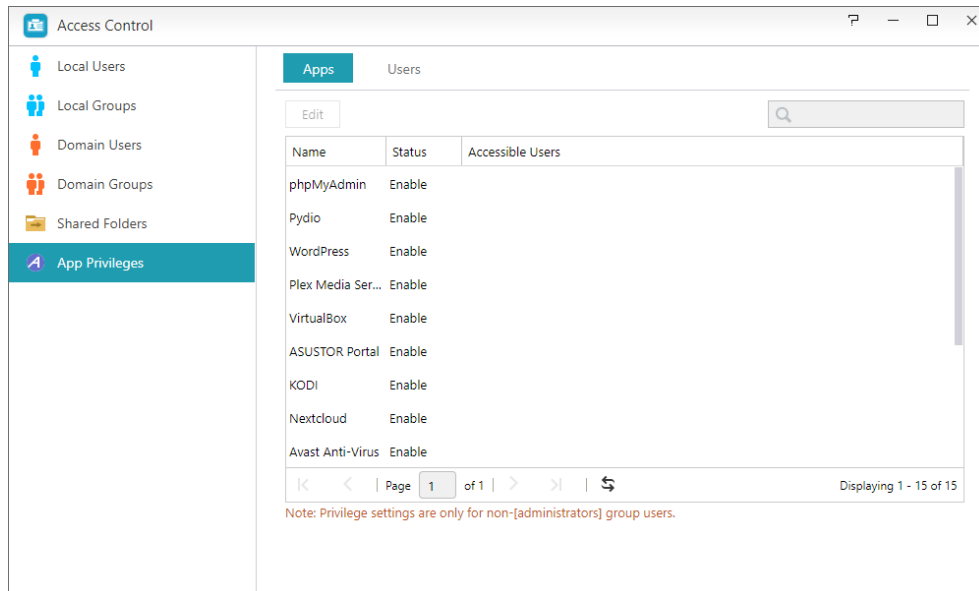 Access Control
Local Users
Local Groups
Domain Users
Domain Groups
Shared Folders
App Privileges
Apps Users
Edit
Name Status Accessible Users
phpMyAdmin Enable
Pydio Enable
WordPress Enable
Plex Media Ser... Enable
VirtualBox Enable
ASUSTOR Portal Enable
KODI Enable
Nextcloud Enable
Avast Anti-Virus Enable
Page 1 of 1 Displaying 1 - 15 of 15
Note: Privilege settings are only for non-[administrators] group users.